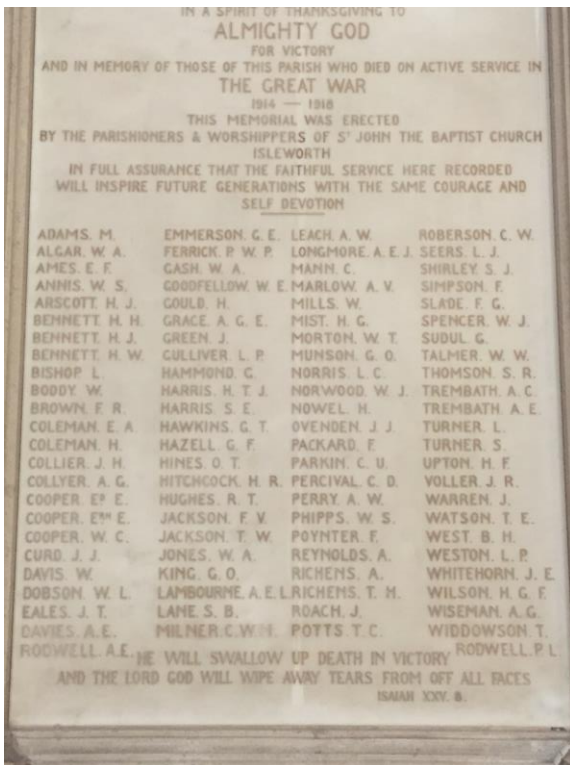 IN A SPIRIT OF THANKSGIVING TO
ALMIGHTY GOD
FOR VICTORY
AND IN MEMORY OF THOSE OF THIS PARISH WHO DIED ON ACTIVE SERVICE IN
THE GREAT WAR
1914 — 1918
THIS MEMORIAL WAS ERECTED
BY THE PARISHIONERS & WORSHIPPERS OF ST JOHN THE BAPTIST CHURCH
ISLEWORTH
IN FULL ASSURANCE THAT THE FAITHFUL SERVICE HERE RECORDED
WILL INSPIRE FUTURE GENERATIONS WITH THE SAME COURAGE AND
SELF DEVOTION
ADAMS. M.
ALGAR. W. A.
AMES. E. F.
ANNIS. W. S.
ARSCOTT. H. J.
BENNETT. H. H.
BENNETT. H. J.
BENNETT. H. W.
BISHOP. L.
BODDY. W.
BROWN. F. R.
COLEMAN. E. A.
COLEMAN. H.
COLLIER. J. H.
COLLYER. A. G.
COOPER. ED E.
COOPER. E. 
COOPER. W. C.
CURD. J. J.
DAVIS. W.
DOBSON. W. L.
EALES. J. T.
DAVIES. A.E.
RODWELL. A.E.
EMMERSON. G. E.
FERRICK. P. W. P.
GASH. W. A.
GOODFELLOW. W. E.
GOULD. H.
GRACE. A. G. E.
GREEN. J.
GULLIVER. L. P.
HAMMOND. G.
HARRIS. H. T. J.
HARRIS. S. E.
HAWKINS. G. T.
HAZELL. G. F.
HINES. O. T.
HITCHCOCK. H. R.
HUGHES. R. T.
JACKSON. F. V.
JACKSON. T. W.
JONES. W. A.
KING. G. O.
LAMBOURNE. A. E. L.
LANE. S. B.
MILNER. C.W.M.
LEACH. A. W.
LONGMORE. A. E. J.
MANN. C.
MARLOW. A. V.
MILLS. W.
MIST. H. G.
MORTON. W. T.
MUNSON. G. O.
NORRIS. L. C.
NORWOOD. W. J.
NOWEL. H.
OVENDEN. J. J.
PACKARD. F.
PARKIN. C. U.
PERCIVAL. C. D.
PERRY. A. W.
PHIPPS. W. S.
POYNTER. F.
REYNOLDS. A.
RICHENS. A.
RICHENS. T. H.
ROACH. J.
POTTS. T.C.
ROBERSON. C. W.
SEERS. L. J.
SHIRLEY. S. J.
SIMPSON. F.
SLADE. F. G.
SPENCER. W. J.
SUDUL. G.
TALMER. W. W.
THOMSON. S. R.
TREMBATH. A. C.
TREMBATH. A. E.
TURNER. L.
TURNER. S.
UPTON. H. F.
VOLLER. J. R.
WARREN. J.
WATSON. T. E.
WEST. B. H.
WESTON. L. P.
WHITEHORN. J. E.
WILSON. H. G. F.
WISEMAN. A. G.
WIDDOWSON. T.
RODWELL. P. L.
HE WILL SWALLOW UP DEATH IN VICTORY
AND THE LORD GOD WILL WIPE AWAY TEARS FROM OFF ALL FACES
ISAIAH XXV. 8.